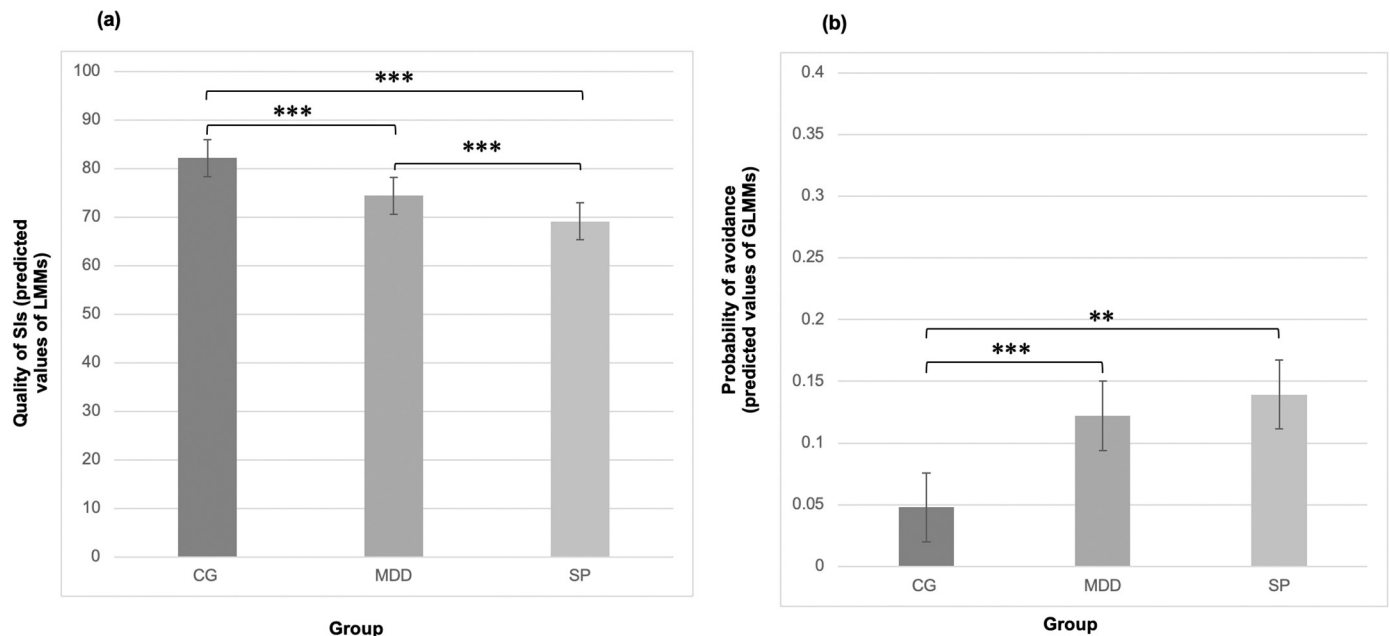 (a)
Quality of SIs (predicted
values of LMMs)
100
90
80
70
60
50
40
30
20
10
0
***
***
***
CG MDD SP
Group
(b)
Probability of avoidance
(predicted values of GLMMs)
0.4
0.35
0.3
0.25
0.2
0.15
0.1
0.05
0
**
***
CG MDD SP
Group